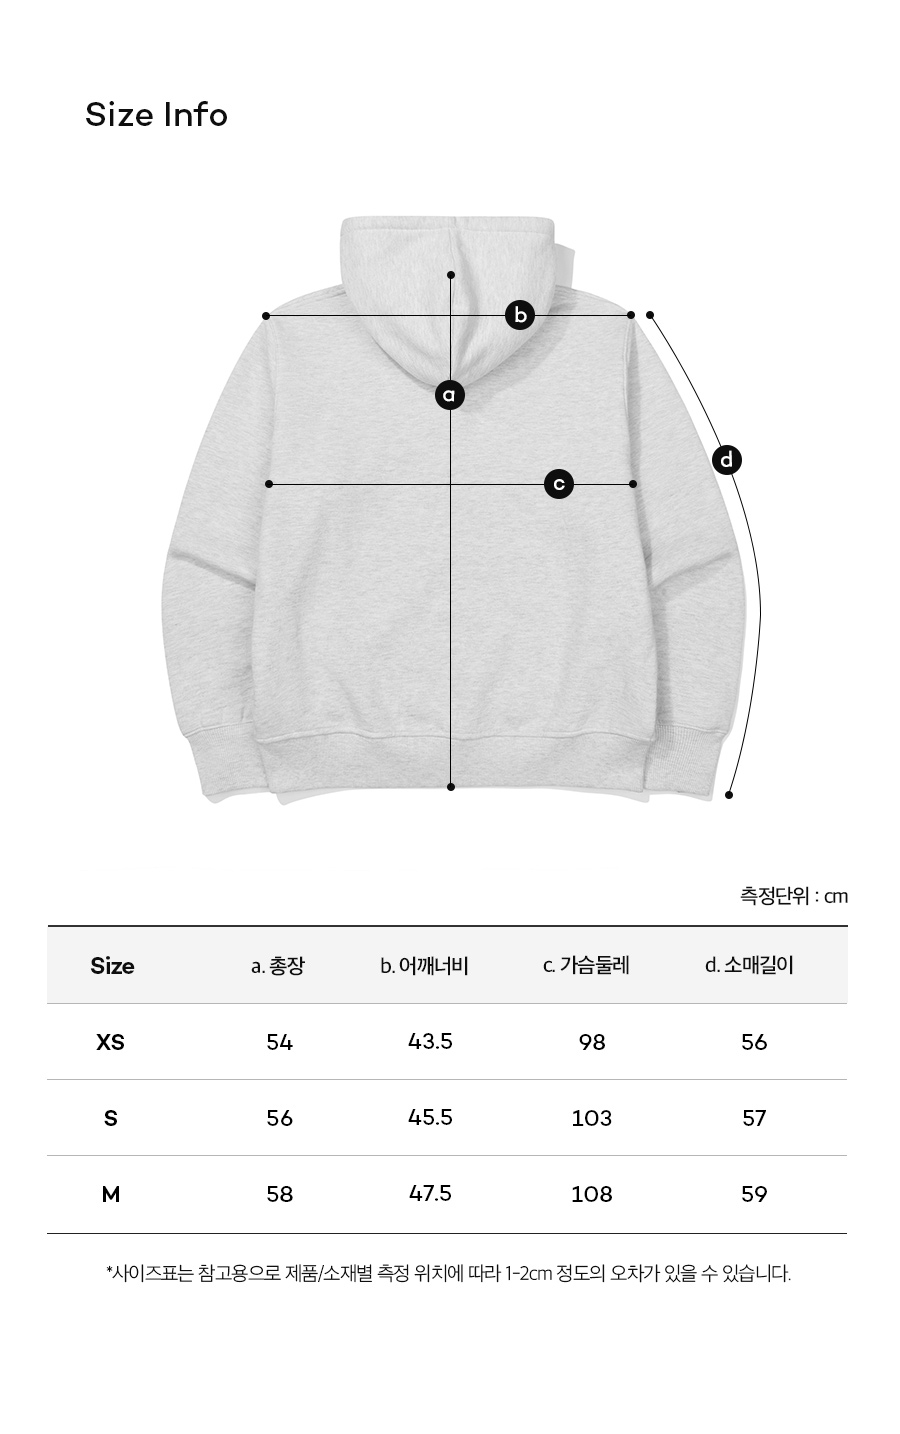 Size Info
b
a
d
c
측정단위 : cm
Size a. 총장 b. 어깨너비 c. 가슴둘레 d. 소매길이
XS 54 43.5 98 56
S 56 45.5 103 57
M 58 47.5 108 59
*사이즈표는 참고용으로 제품/소재별 측정 위치에 따라 1-2cm 정도의 오차가 있을 수 있습니다.